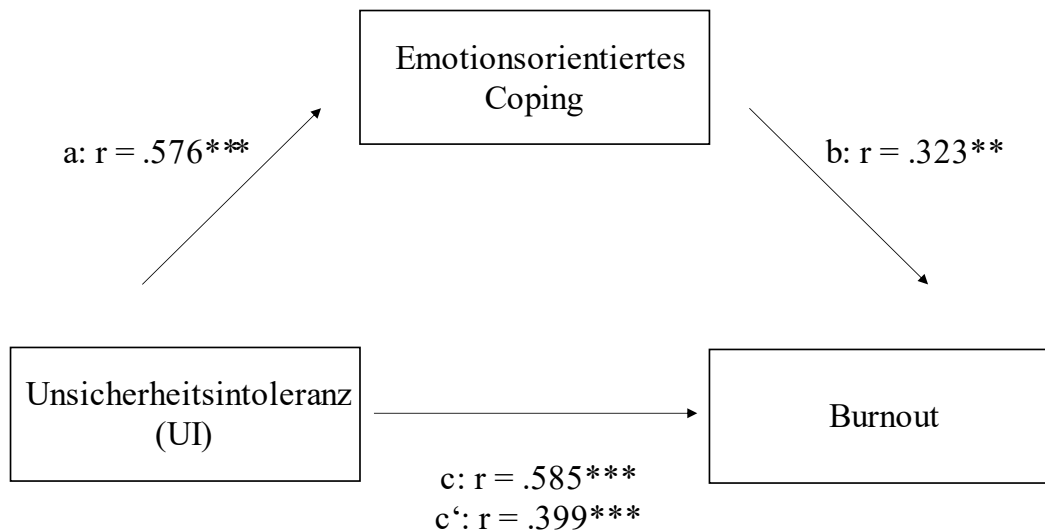 Emotionsorientiertes
Coping
a: r = .576***
b: r = .323**
Unsicherheitsintoleranz
(UI)
Burnout
c: r = .585***
c‘: r = .399***